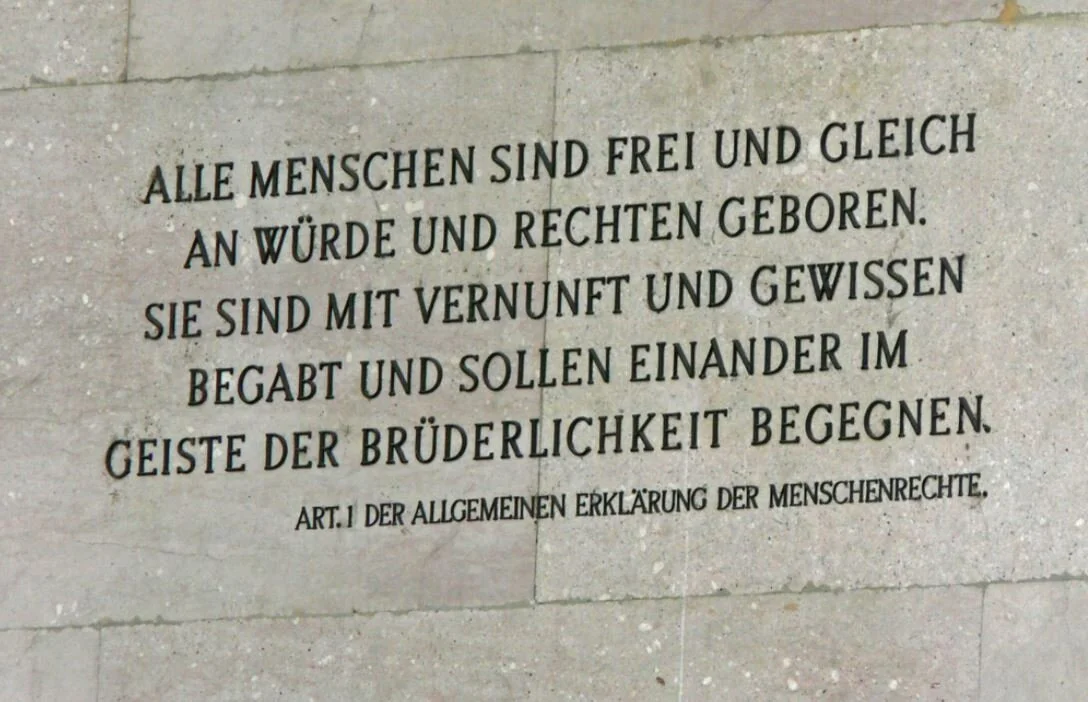 ALLE MENSCHEN SIND FREI UND GLEICH
AN WÜRDE UND RECHTEN GEBOREN.
SIE SIND MIT VERNUNFT UND GEWISSEN
BEGABT UND SOLLEN EINANDER IM
GEISTE DER BRÜDERLICHKEIT BEGEGNEN.
ART. 1 DER ALLGEMEINEN ERKLÄRUNG DER MENSCHENRECHTE.